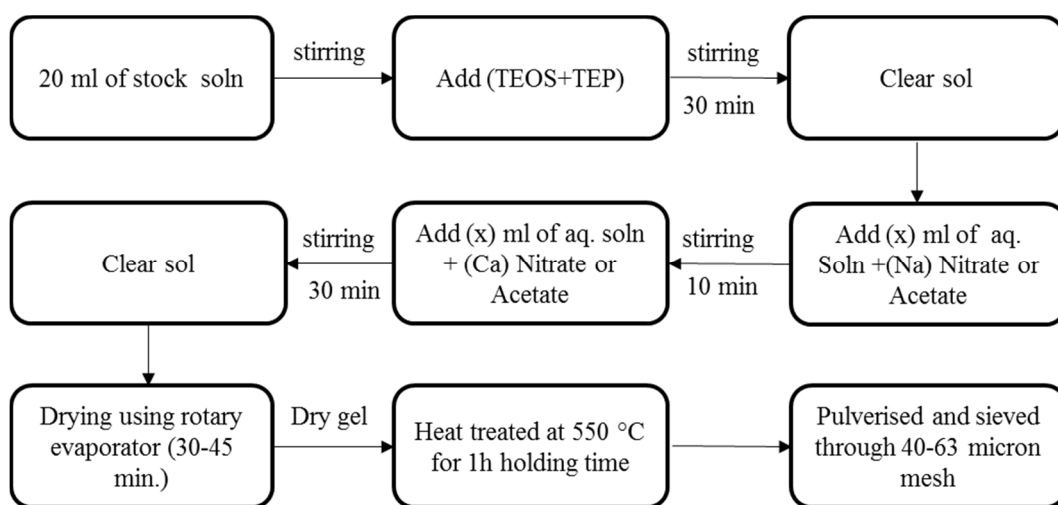 20 ml of stock soln
stirring
Add (TEOS+TEP)
stirring
30 min
Clear sol
Add (x) ml of aq.
Soln +(Na) Nitrate or
Acetate
stirring
10 min
Add (x) ml of aq. soln
+ (Ca) Nitrate or
Acetate
stirring
30 min
Clear sol
Drying using rotary
evaporator (30-45
min.)
Dry gel
Heat treated at 550 °C
for 1h holding time
Pulverised and sieved
through 40-63 micron
mesh